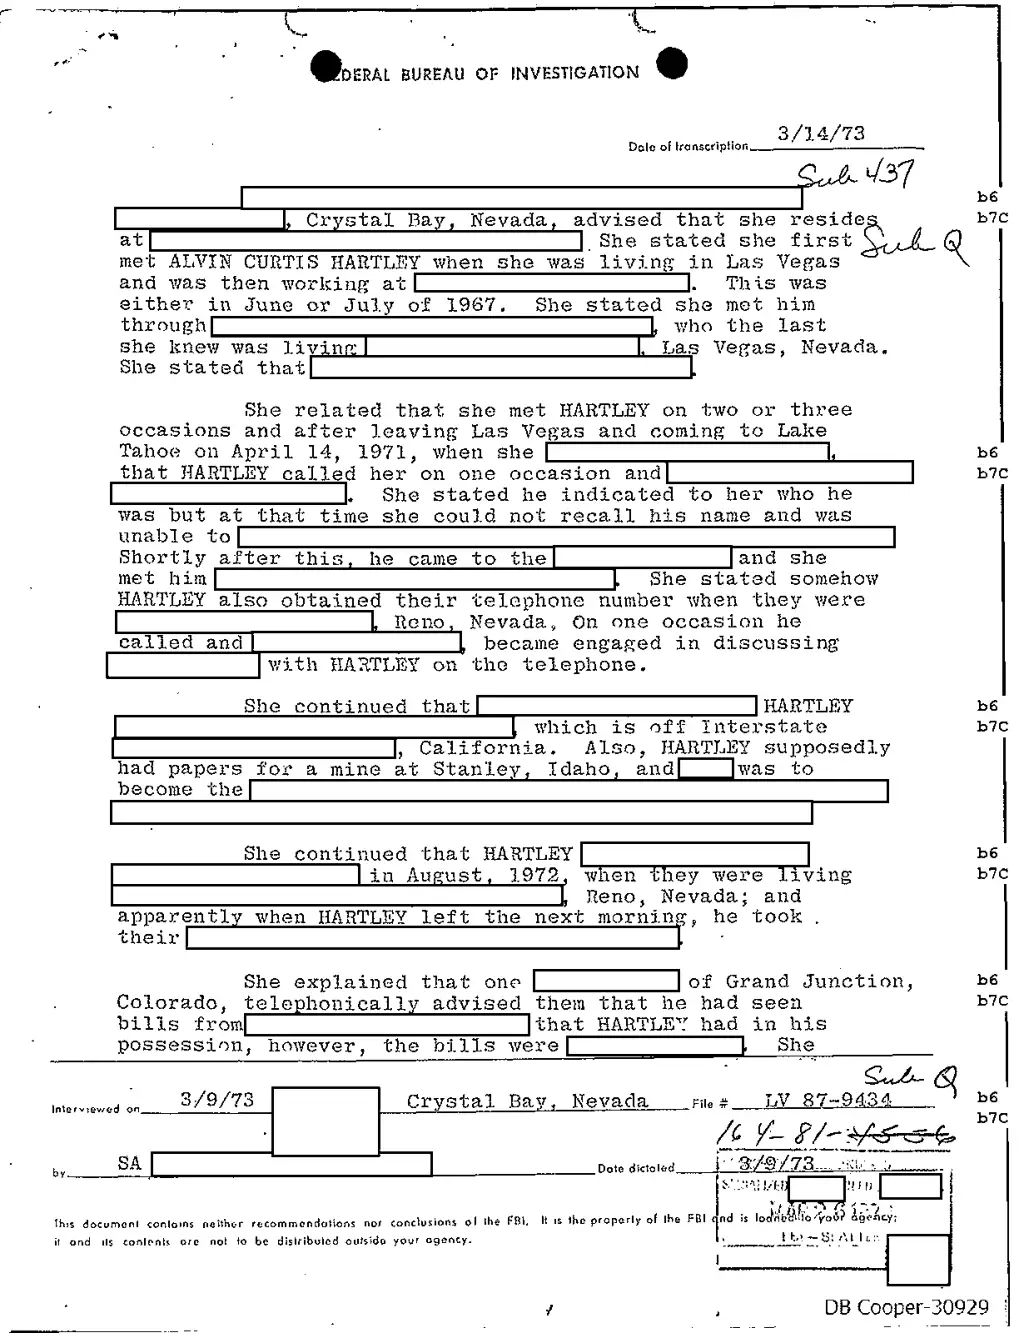 FEDERAL BUREAU OF INVESTIGATION
Date of transcription 3/14/73
Sub 437
b6
b7C
, Crystal Bay, Nevada, advised that she resides
at . She stated she first
Sub Q
met ALVIN CURTIS HARTLEY when she was living in Las Vegas
and was then working at . This was
either in June or July of 1967. She stated she met him
through , who the last
she knew was living , Las Vegas, Nevada.
She stated that .
She related that she met HARTLEY on two or three
occasions and after leaving Las Vegas and coming to Lake
Tahoe on April 14, 1971, when she , b6
that HARTLEY called her on one occasion and b7C
. She stated he indicated to her who he
was but at that time she could not recall his name and was
unable to
Shortly after this, he came to the and she
met him . She stated somehow
HARTLEY also obtained their telephone number when they were
, Reno, Nevada. On one occasion he
called and , became engaged in discussing
with HARTLEY on the telephone.
She continued that HARTLEY b6
, which is off Interstate b7C
, California. Also, HARTLEY supposedly
had papers for a mine at Stanley, Idaho, and was to
become the
She continued that HARTLEY b6
in August, 1972, when they were living b7C
, Reno, Nevada; and
apparently when HARTLEY left the next morning, he took
their .
She explained that one of Grand Junction, b6
Colorado, telephonically advised them that he had seen b7C
bills from that HARTLEY had in his
possession, however, the bills were . She
Sub Q
Interviewed on 3/9/73 Crystal Bay, Nevada File # LV 87-9434 b6
b7C
164-81-
by SA Date dictated 3/9/73
This document contains neither recommendations nor conclusions of the FBI. It is the property of the FBI and is loaned to your agency;
it and its contents are not to be distributed outside your agency.
DB Cooper-30929